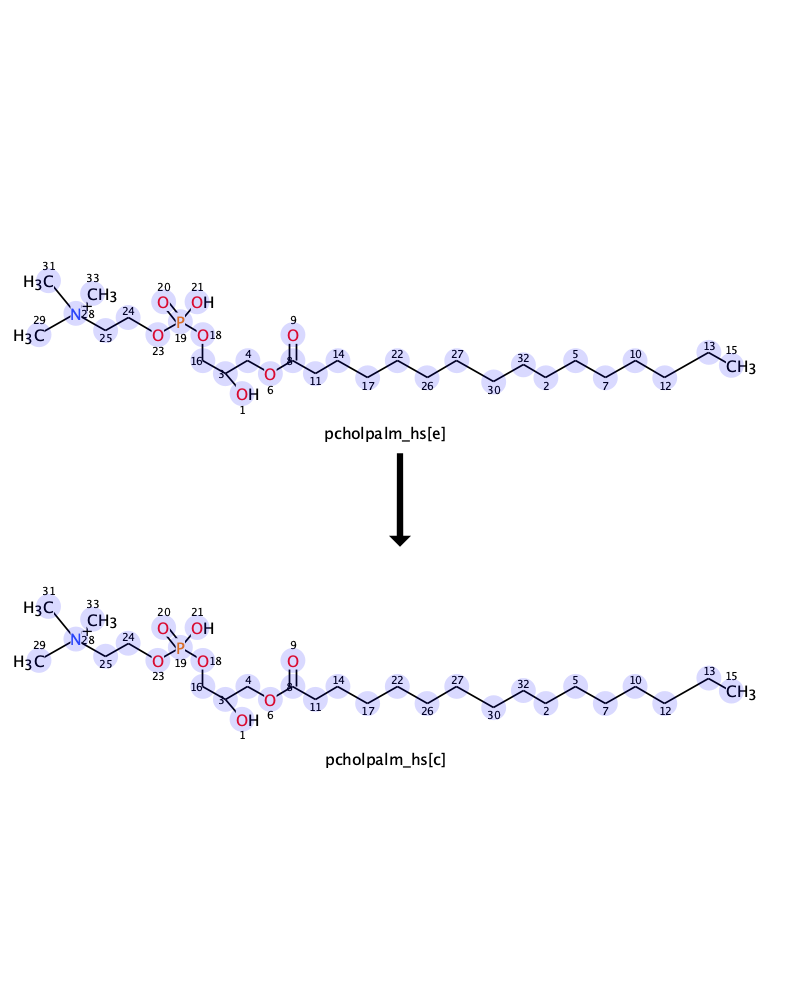 31
H₃C
33
CH₃
20
21
O
OH
9
29
H₃C
N⁺
28
24
P
O
18
O
25
O
23
19
16
4
8
14
22
27
32
5
10
13
15
CH₃
3
O
6
11
17
26
30
2
7
12
OH
1
pcholpalm_hs[e]
31
H₃C
33
CH₃
20
21
O
OH
9
29
H₃C
N⁺
28
24
P
O
18
O
25
O
23
19
16
4
8
14
22
27
32
5
10
13
15
CH₃
3
O
6
11
17
26
30
2
7
12
OH
1
pcholpalm_hs[c]